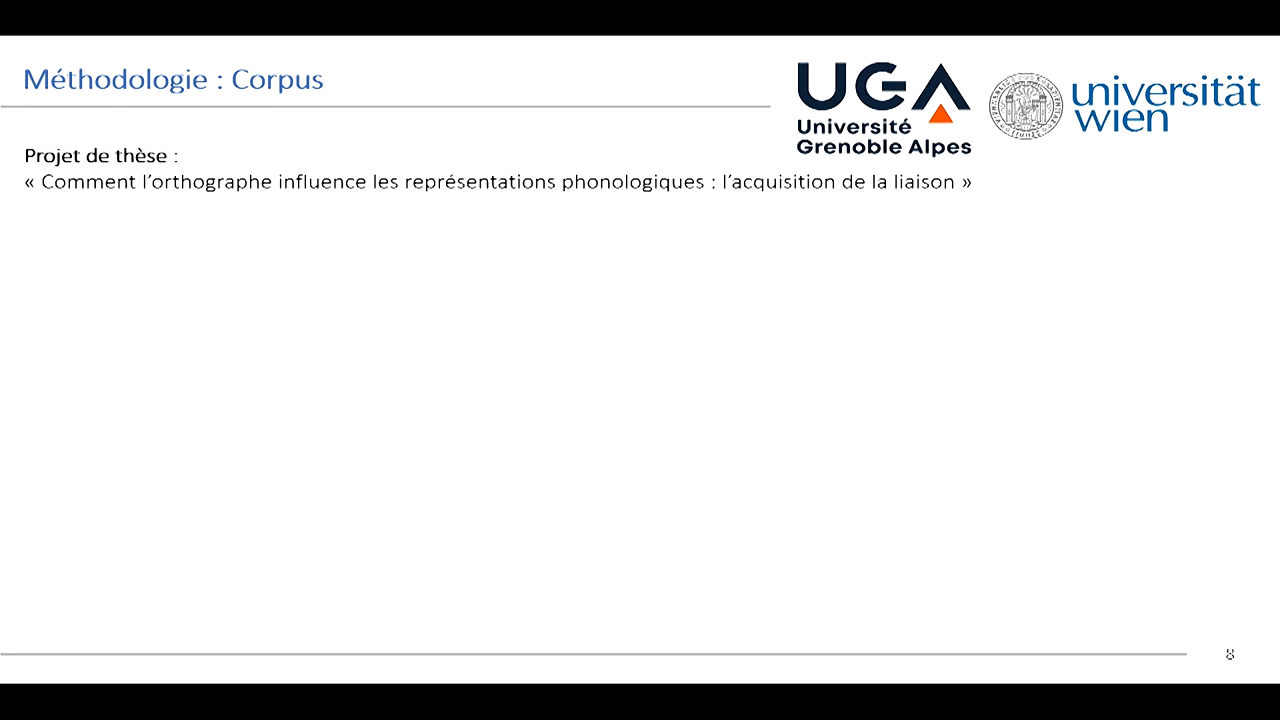 Méthodologie : Corpus
UGA
Université
Grenoble Alpes
universität
wien
Projet de thèse :
« Comment l’orthographe influence les représentations phonologiques : l’acquisition de la liaison »
8